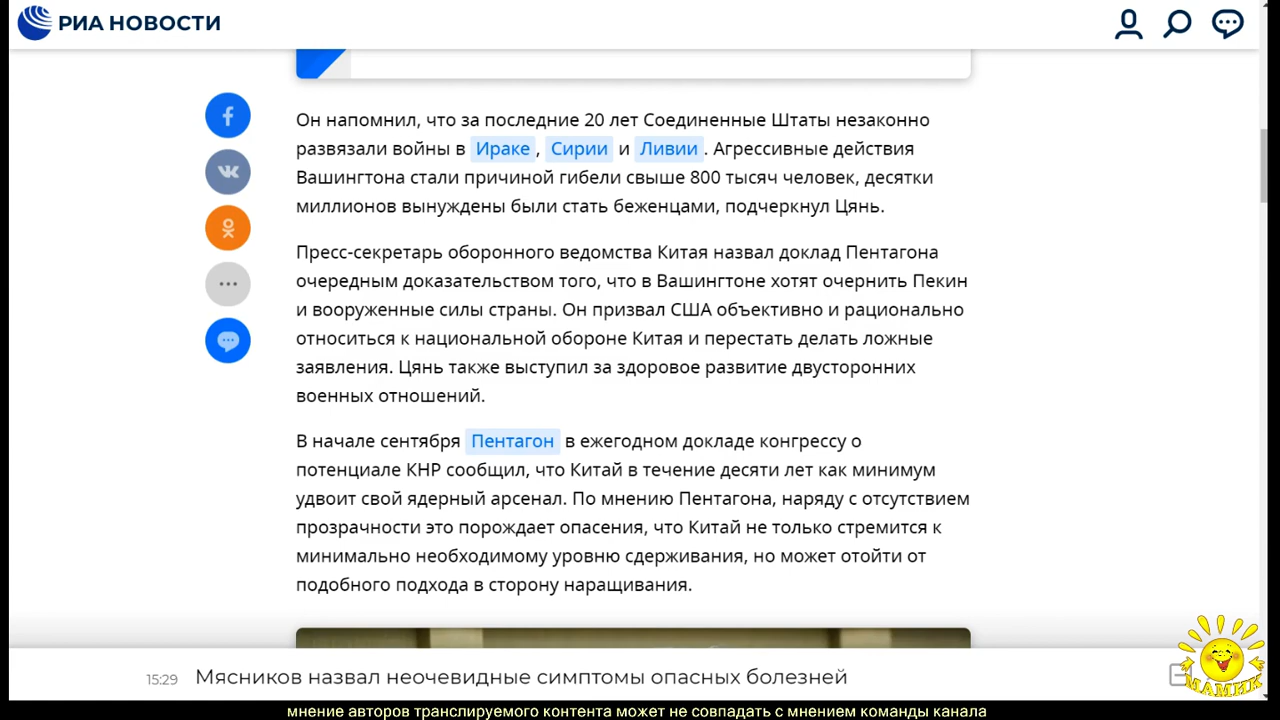 РИА НОВОСТИ
Он напомнил, что за последние 20 лет Соединенные Штаты незаконно
развязали войны в Ираке , Сирии и Ливии . Агрессивные действия
Вашингтона стали причиной гибели свыше 800 тысяч человек, десятки
миллионов вынуждены были стать беженцами, подчеркнул Цянь.
Пресс-секретарь оборонного ведомства Китая назвал доклад Пентагона
очередным доказательством того, что в Вашингтоне хотят очернить Пекин
и вооруженные силы страны. Он призвал США объективно и рационально
относиться к национальной обороне Китая и перестать делать ложные
заявления. Цянь также выступил за здоровое развитие двусторонних
военных отношений.
В начале сентября Пентагон в ежегодном докладе конгрессу о
потенциале КНР сообщил, что Китай в течение десяти лет как минимум
удвоит свой ядерный арсенал. По мнению Пентагона, наряду с отсутствием
прозрачности это порождает опасения, что Китай не только стремится к
минимально необходимому уровню сдерживания, но может отойти от
подобного подхода в сторону наращивания.
15:29 Мясников назвал неочевидные симптомы опасных болезней
МАМИК
мнение авторов транслируемого контента может не совпадать с мнением команды канала